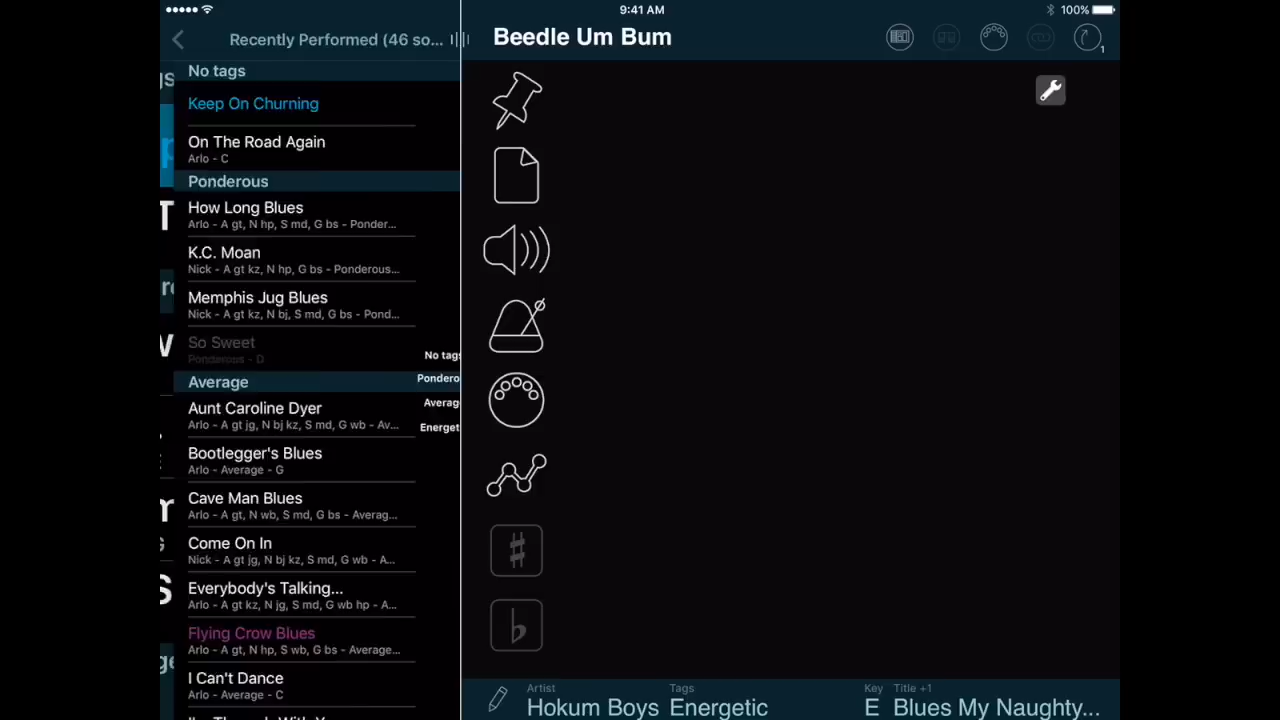 9:41 AM
100%
Recently Performed (46 so...
Beedle Um Bum
1
No tags
Keep On Churning
On The Road Again
Arlo - C
Ponderous
How Long Blues
Arlo - A gt, N hp, S md, G bs - Ponder...
K.C. Moan
Nick - A gt kz, N hp, G bs - Ponderous...
Memphis Jug Blues
Nick - A gt kz, N bj, S md, G bs - Pond...
So Sweet
Ponderous - D
No tags
Pondero
Average
Averag
Energet
Aunt Caroline Dyer
Arlo - A gt jg, N bj kz, S md, G wb - Av...
Bootlegger's Blues
Arlo - Average - G
Cave Man Blues
Arlo - A gt, N wb, S md, G bs - Averag...
Come On In
Nick - A gt jg, N bj kz, S md, G wb - A...
Everybody's Talking...
Arlo - A gt kz, N jg, S md, G wb hp - A...
Flying Crow Blues
Arlo - A gt, N hp, S wb, G bs - Average...
I Can't Dance
Arlo - Average - C
Artist
Hokum Boys
Tags
Energetic
Key
E
Title +1
Blues My Naughty...